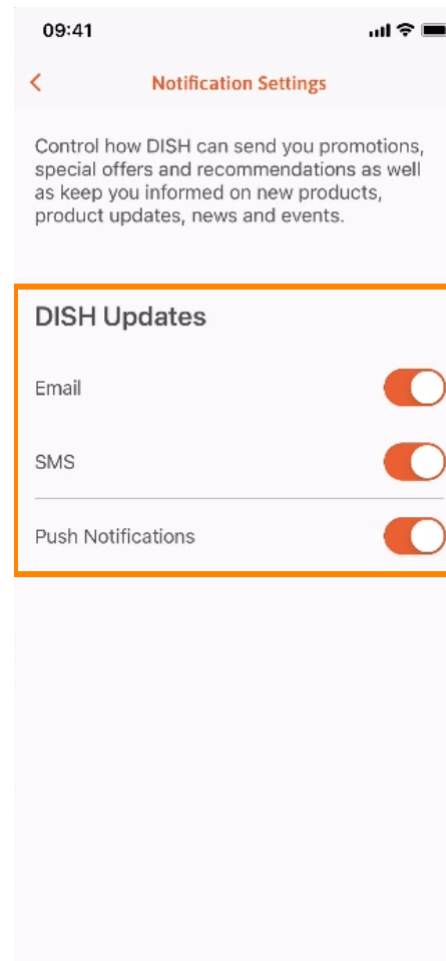 09:41
Notification Settings
Control how DISH can send you promotions,
special offers and recommendations as well
as keep you informed on new products,
product updates, news and events.
DISH Updates
Email
SMS
Push Notifications